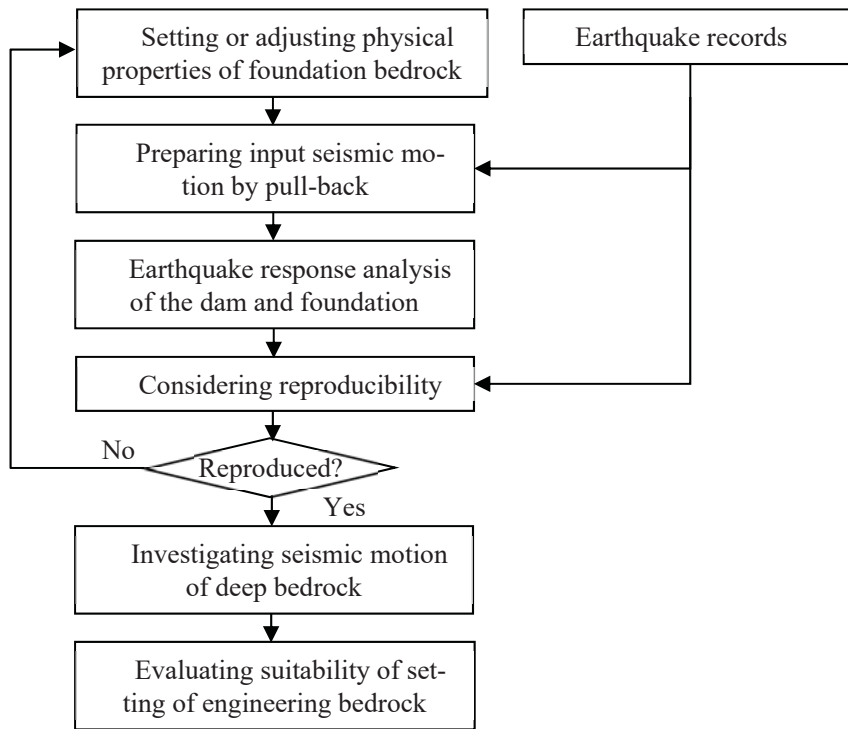 Setting or adjusting physical
properties of foundation bedrock
Earthquake records
Preparing input seismic mo-
tion by pull-back
Earthquake response analysis
of the dam and foundation
Considering reproducibility
No
Reproduced?
Yes
Investigating seismic motion
of deep bedrock
Evaluating suitability of set-
ting of engineering bedrock